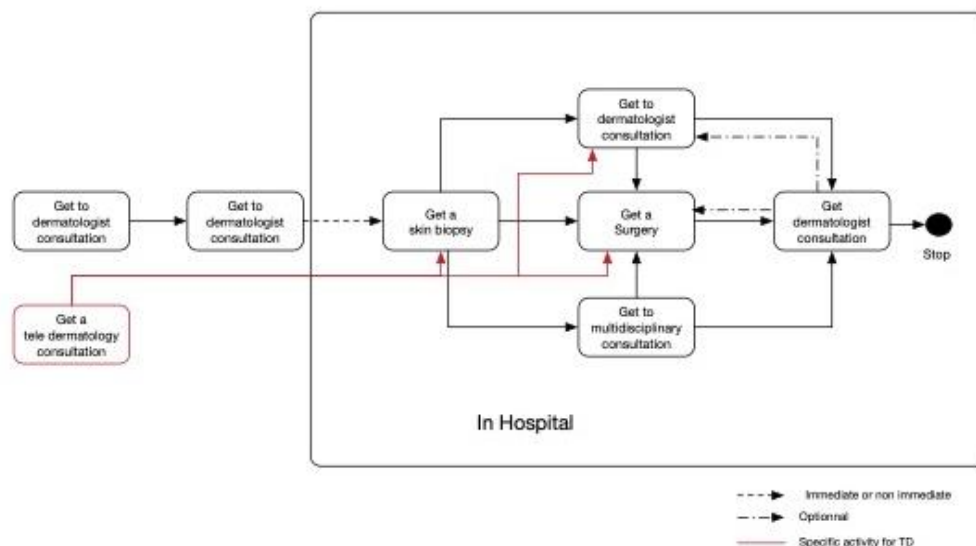 Get to
dermatologist
consultation
Get to
dermatologist
consultation
Get a
tele dermatology
consultation
Get a
skin biopsy
Get to
dermatologist
consultation
Get a
Surgery
Get to
multidisciplinary
consultation
Get
dermatologist
consultation
Stop
In Hospital
Immediate or non immediate
Optionnal
Specific activity for TD